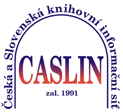 Česká a Slovenská knihovní informační síť
CASLIN
zal. 1991